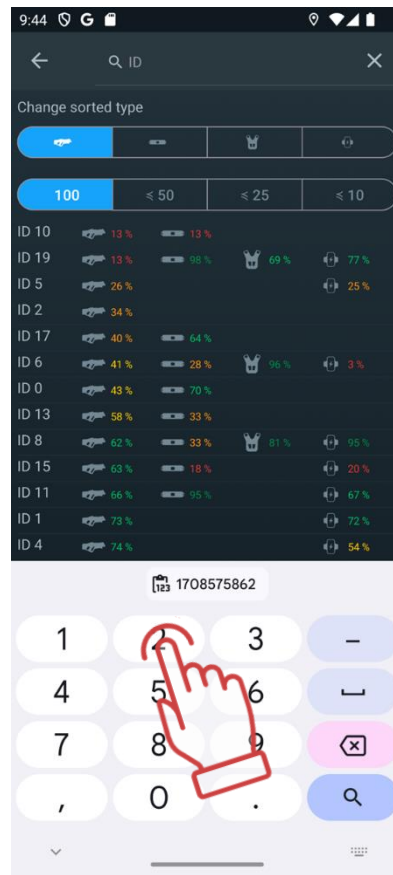 9:44 G
ID
Change sorted type
100 ⩽ 50 ⩽ 25 ⩽ 10
ID 10 13 % 13 %
ID 19 13 % 98 % 69 % 77 %
ID 5 26 % 25 %
ID 2 34 %
ID 17 40 % 64 %
ID 6 41 % 28 % 96 % 3 %
ID 0 43 % 70 %
ID 13 58 % 33 %
ID 8 62 % 33 % 81 % 95 %
ID 15 63 % 18 % 20 %
ID 11 66 % 95 % 67 %
ID 1 73 % 72 %
ID 4 74 % 54 %
123 1708575862
1 2 3 –
4 5 6
7 8 9
, 0 .